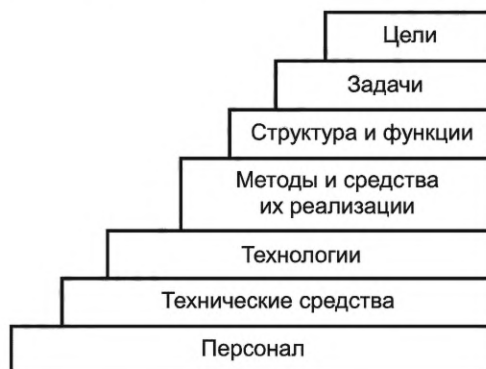 Цели
Задачи
Структура и функции
Методы и средства
их реализации
Технологии
Технические средства
Персонал